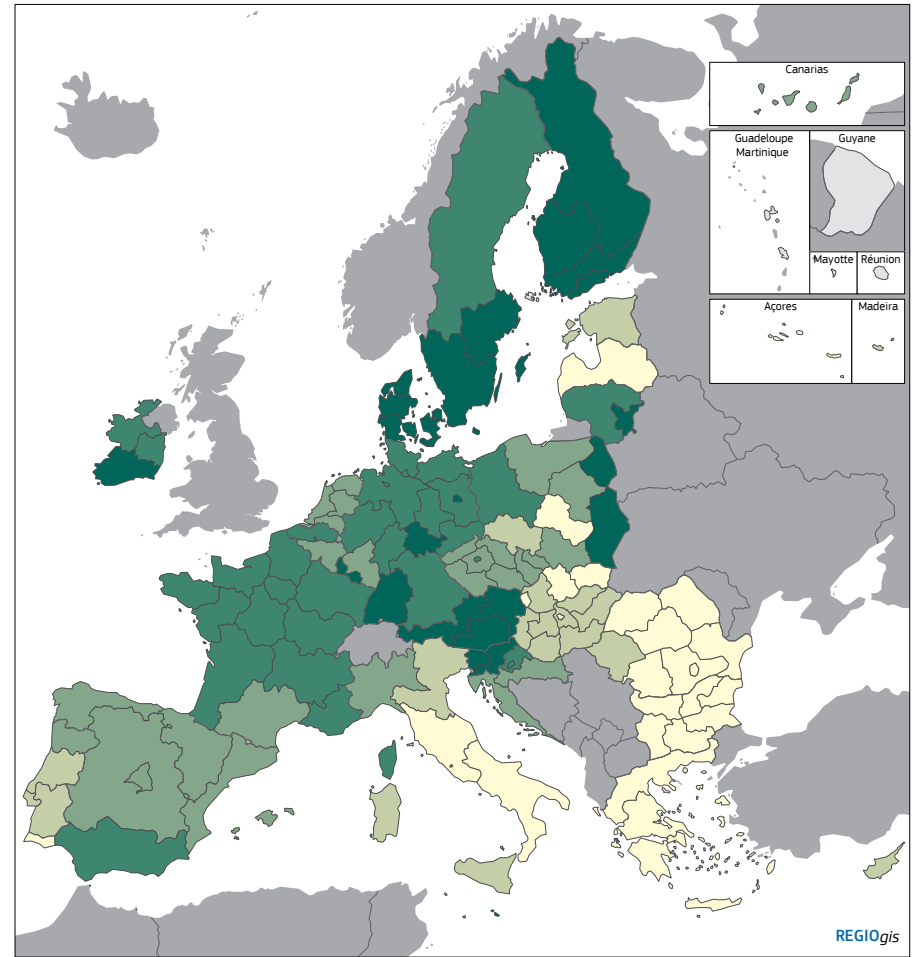 Canarias
Guadeloupe
Martinique
Guyane
Mayotte
Réunion
Açores
Madeira
REGIOgis